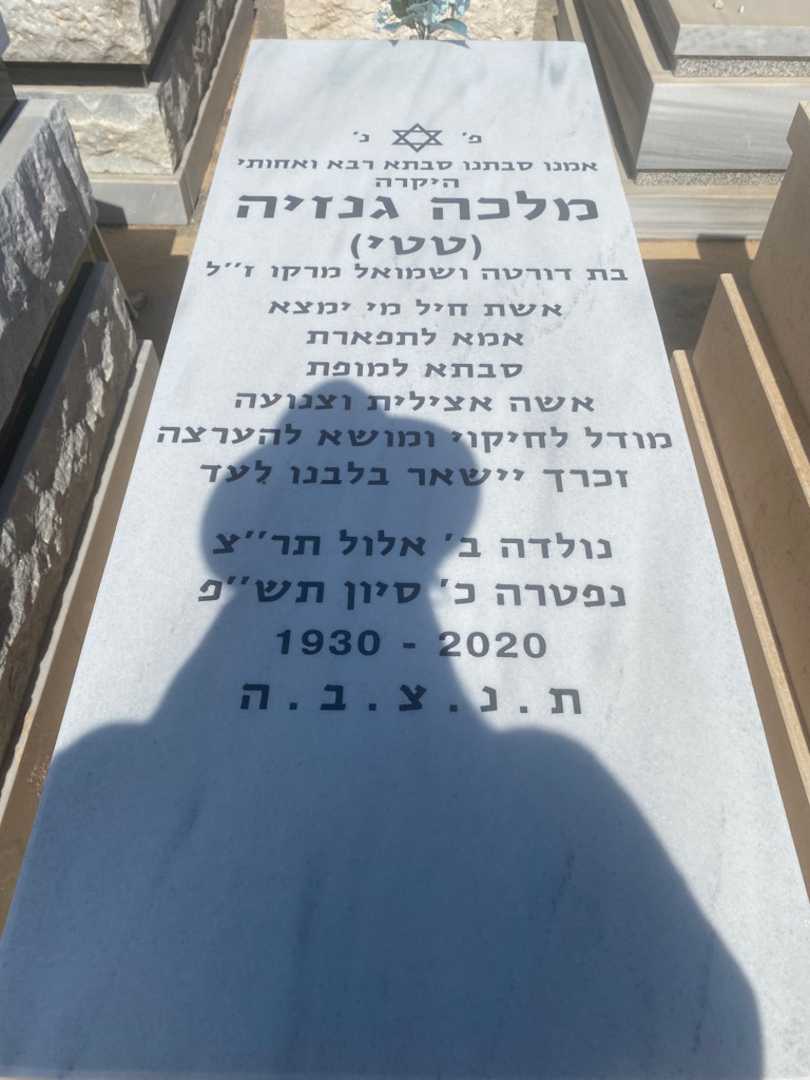 פ' נ'
אמנו סבתנו סבתא רבא ואחותי
היקרה
מלכה גנזיה
(טטי)
בת דורטה ושמואל מרקו ז''ל
אשת חיל מי ימצא
אמא לתפארת
סבתא למופת
אשה אצילית וצנועה
מודל לחיקוי ומושא להערצה
זכרך יישאר בלבנו לעד
נולדה ב' אלול תר''צ
נפטרה כ' סיון תש''פ
1930 - 2020
ת . נ . צ . ב . ה